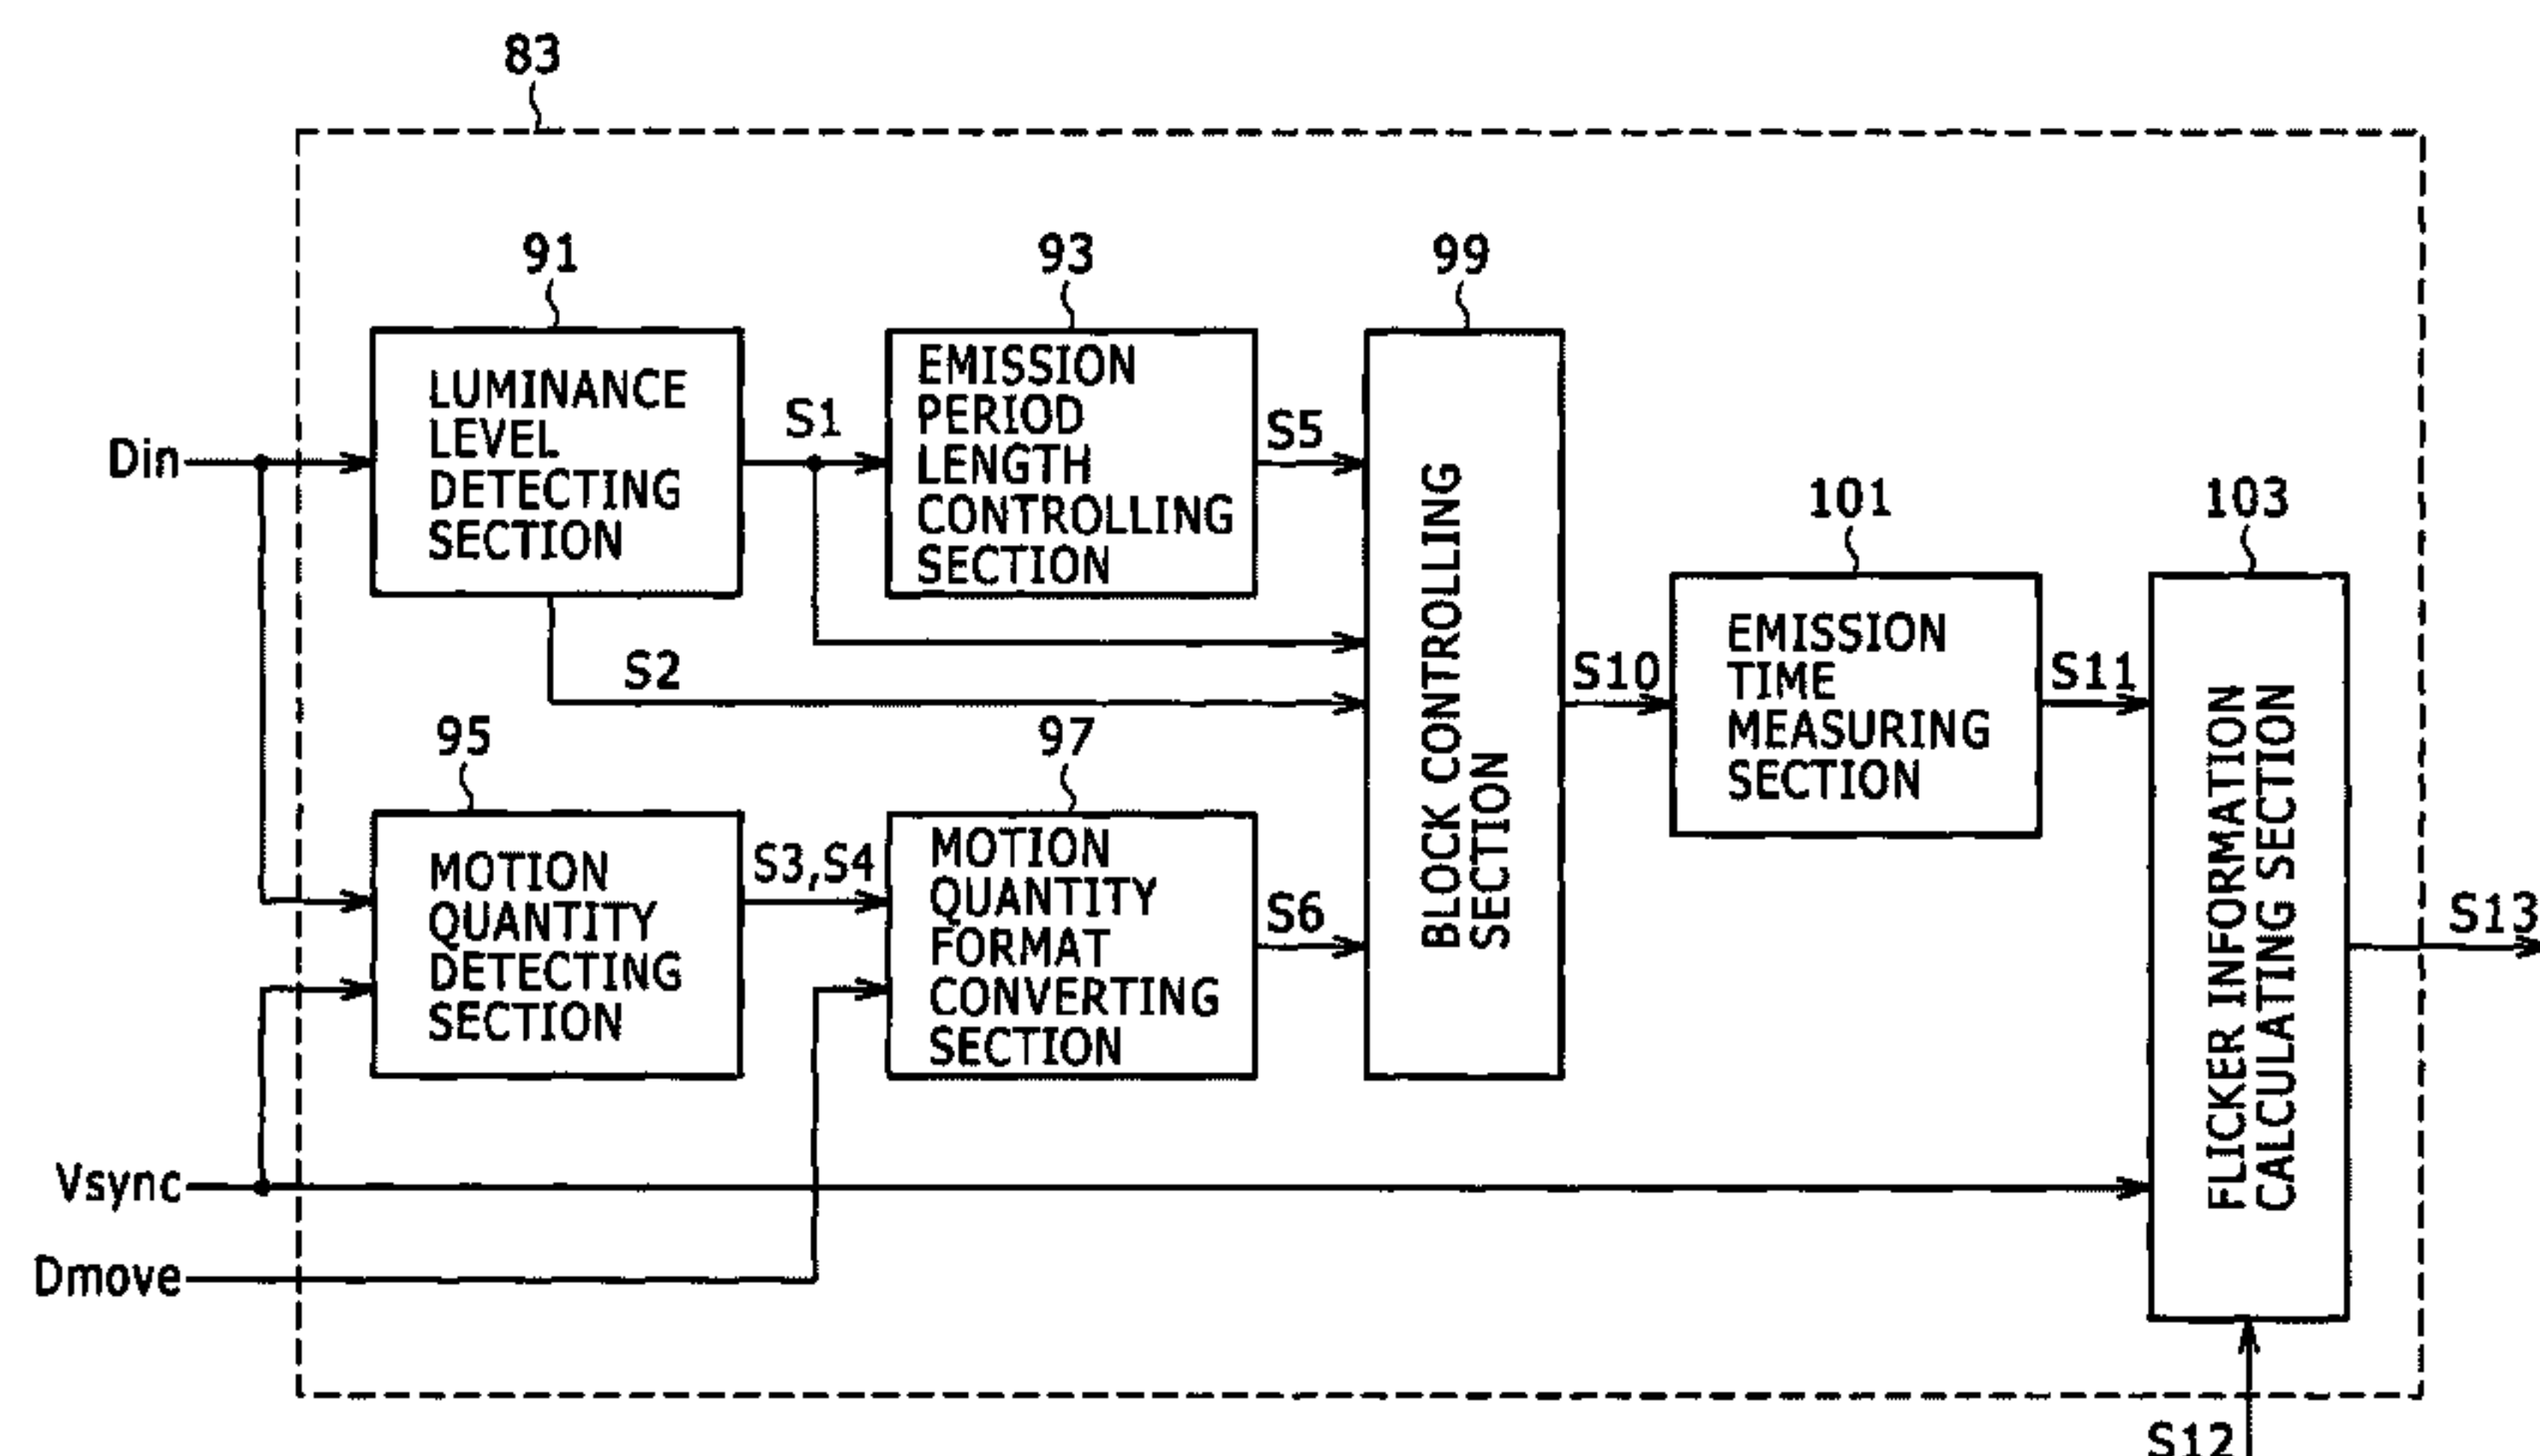 83
91
93
99
LUMINANCE
LEVEL
DETECTING
SECTION
EMISSION
PERIOD
LENGTH
CONTROLLING
SECTION
Din
S1
S5
S2
BLOCK CONTROLLING
SECTION
101
103
S10
EMISSION
TIME
MEASURING
SECTION
S11
FLICKER INFORMATION
CALCULATING SECTION
95
97
MOTION
QUANTITY
DETECTING
SECTION
S3,S4
MOTION
QUANTITY
FORMAT
CONVERTING
SECTION
S6
S13
Vsync
Dmove
S12